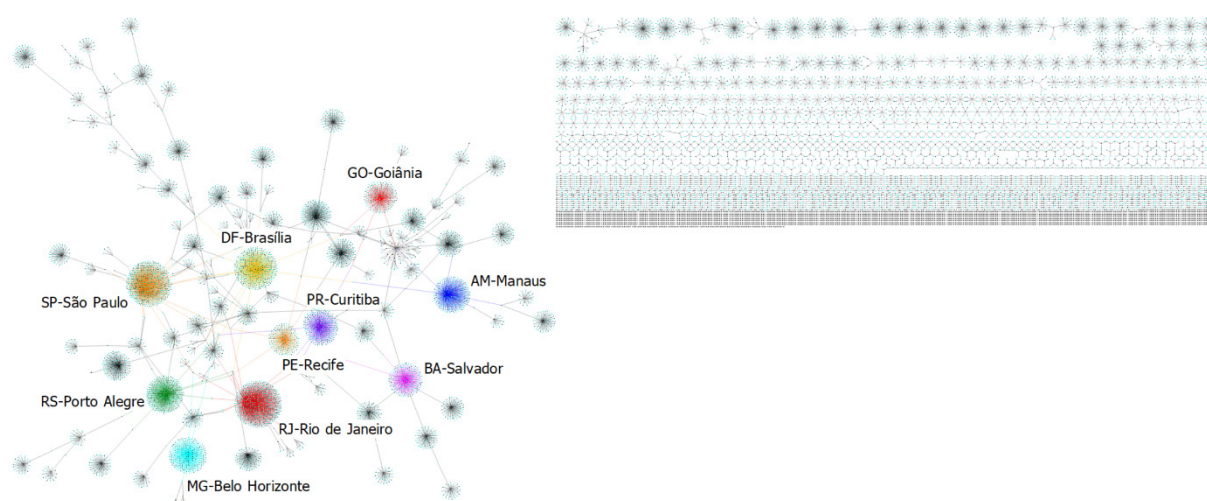 GO-Goiânia
DF-Brasília
AM-Manaus
SP-São Paulo
PR-Curitiba
PE-Recife
BA-Salvador
RS-Porto Alegre
RJ-Rio de Janeiro
MG-Belo Horizonte